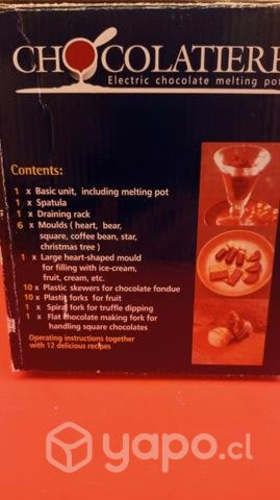 CHOCOLATIERE
Electric chocolate melting pot
Contents:
1 x Basic unit, including melting pot
1 x Spatula
1 x Draining rack
6 x Moulds ( heart, bear,
square, coffee bean, star,
christmas tree )
1 x Large heart-shaped mould
for filling with ice-cream,
fruit, cream, etc.
10 x Plastic skewers for chocolate fondue
10 x Plastic forks for fruit
1 x Spiral fork for truffle dipping
1 x Flat chocolate making fork for
handling square chocolates
Operating instructions together
with 12 delicious recipes
yapo.cl